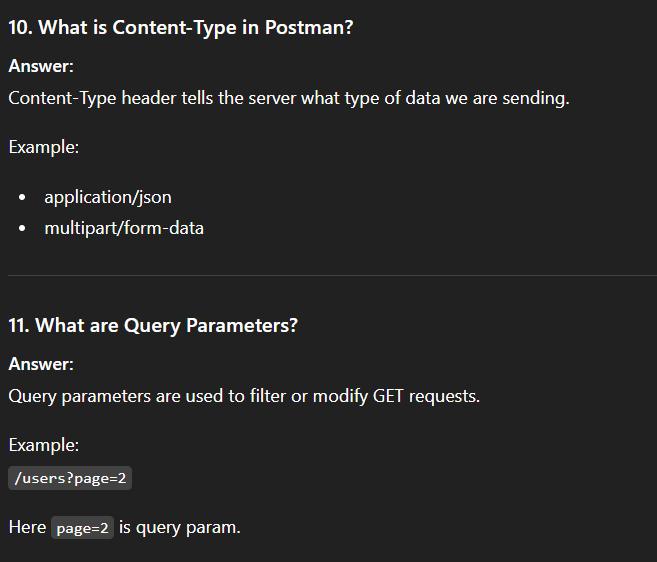 10. What is Content-Type in Postman?
Answer:
Content-Type header tells the server what type of data we are sending.
Example:
application/json
multipart/form-data
11. What are Query Parameters?
Answer:
Query parameters are used to filter or modify GET requests.
Example:
/users?page=2
Here page=2 is query param.